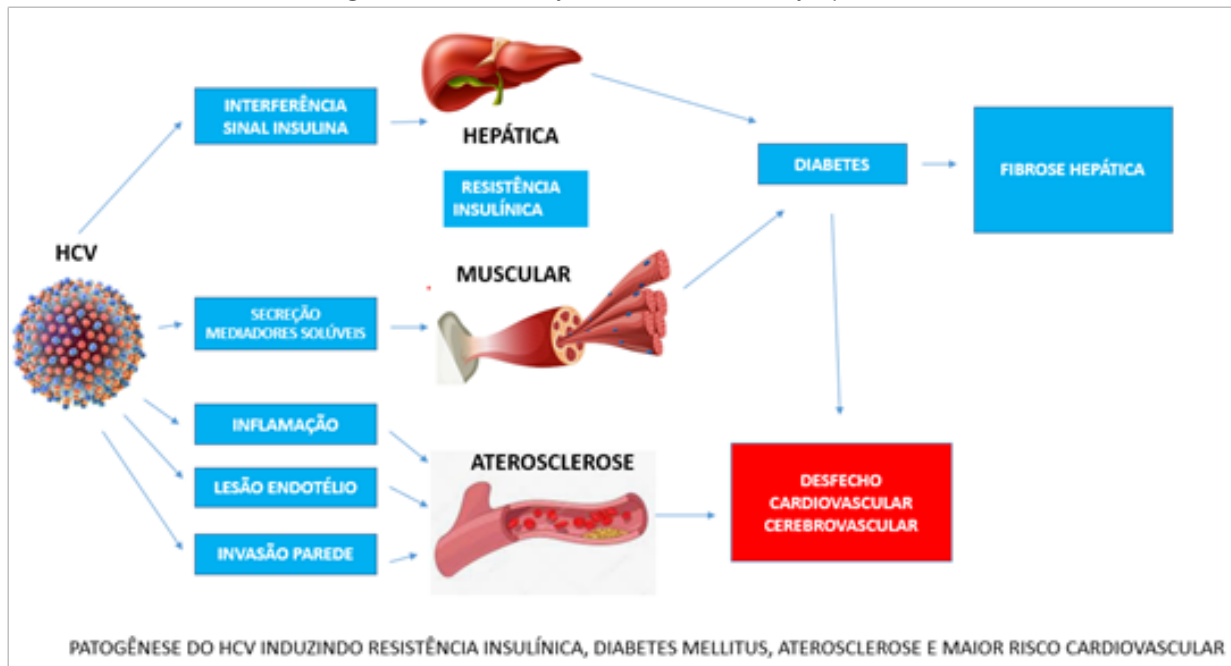 INTERFERÊNCIA
SINAL INSULINA
HEPÁTICA
RESISTÊNCIA
INSULÍNICA
DIABETES
FIBROSE HEPÁTICA
HCV
MUSCULAR
SECREÇÃO
MEDIADORES SOLÚVEIS
INFLAMAÇÃO
LESÃO ENDOTÉLIO
INVASÃO PAREDE
ATEROSCLEROSE
DESFECHO
CARDIOVASCULAR
CEREBROVASCULAR
PATOGÊNESE DO HCV INDUZINDO RESISTÊNCIA INSULÍNICA, DIABETES MELLITUS, ATEROSCLEROSE E MAIOR RISCO CARDIOVASCULAR